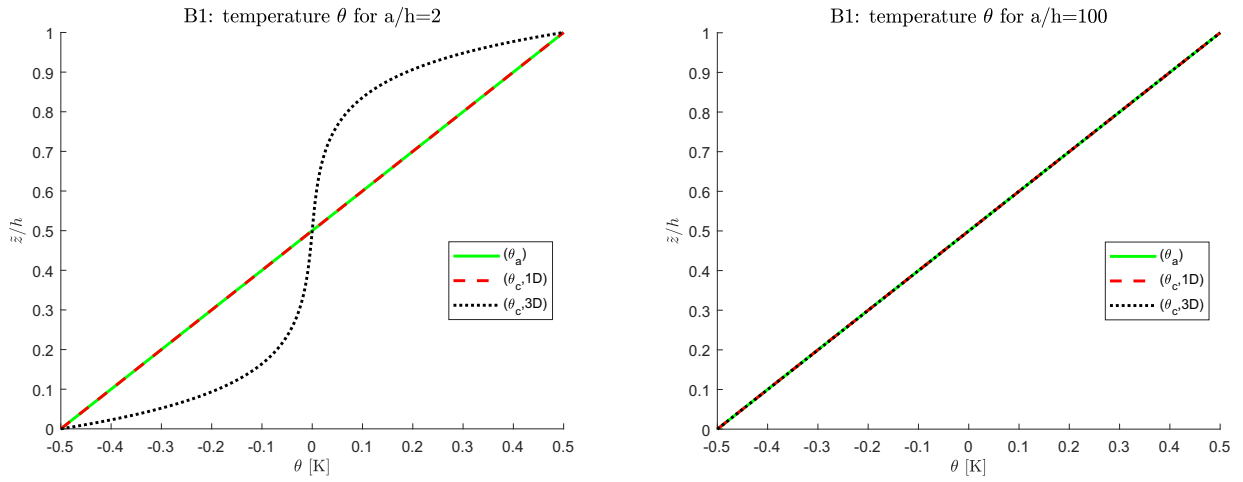 B1: temperature θ for a/h=2
1
0.9
0.8
0.7
0.6
0.5
0.4
0.3
0.2
0.1
0
z̃/h
(θa)
(θc,1D)
(θc,3D)
-0.5 -0.4 -0.3 -0.2 -0.1 0 0.1 0.2 0.3 0.4 0.5
θ [K]
B1: temperature θ for a/h=100
1
0.9
0.8
0.7
0.6
0.5
0.4
0.3
0.2
0.1
0
z̃/h
(θa)
(θc,1D)
(θc,3D)
-0.5 -0.4 -0.3 -0.2 -0.1 0 0.1 0.2 0.3 0.4 0.5
θ [K]